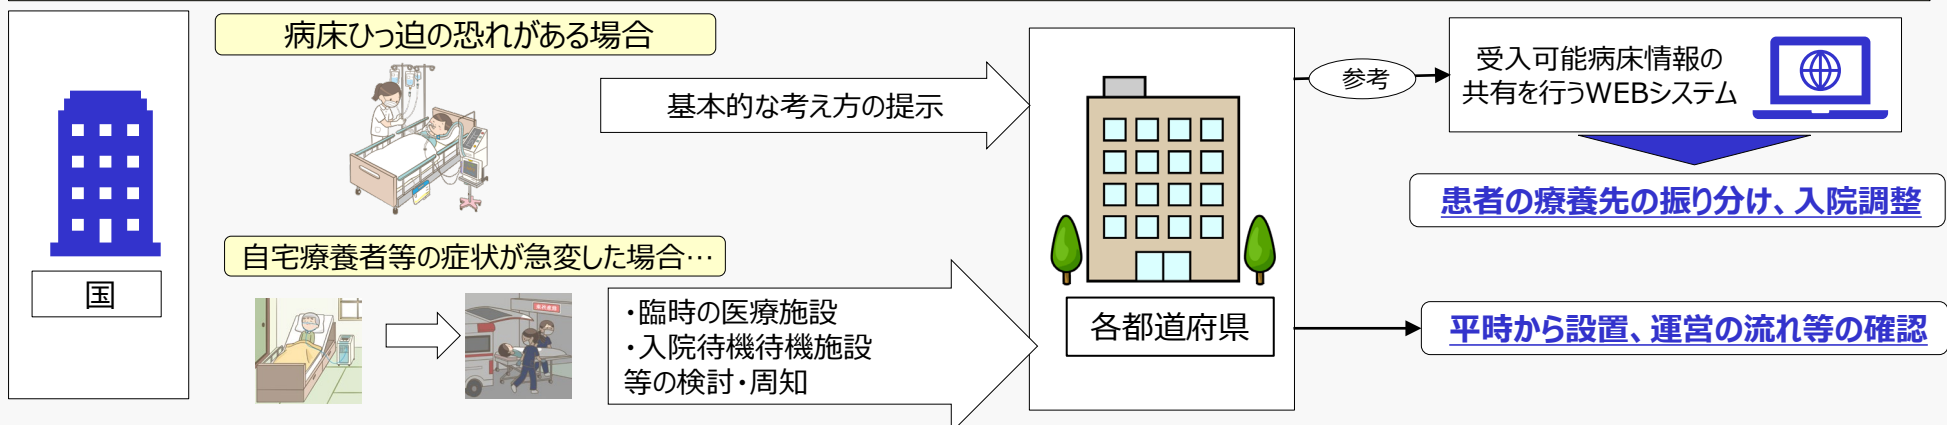 国
病床ひっ迫の恐れがある場合
基本的な考え方の提示
自宅療養者等の症状が急変した場合…
・臨時の医療施設
・入院待機待機施設
等の検討・周知
各都道府県
参考
受入可能病床情報の
共有を行うWEBシステム
患者の療養先の振り分け、入院調整
平時から設置、運営の流れ等の確認